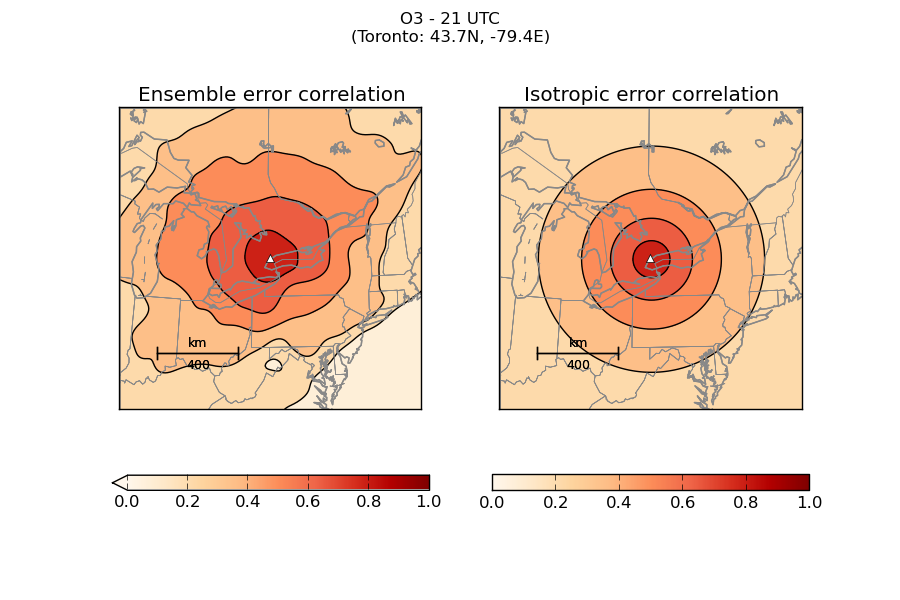 O3 - 21 UTC
(Toronto: 43.7N, -79.4E)
Ensemble error correlation
Isotropic error correlation
km
400
km
400
0.0 0.2 0.4 0.6 0.8 1.0
0.0 0.2 0.4 0.6 0.8 1.0